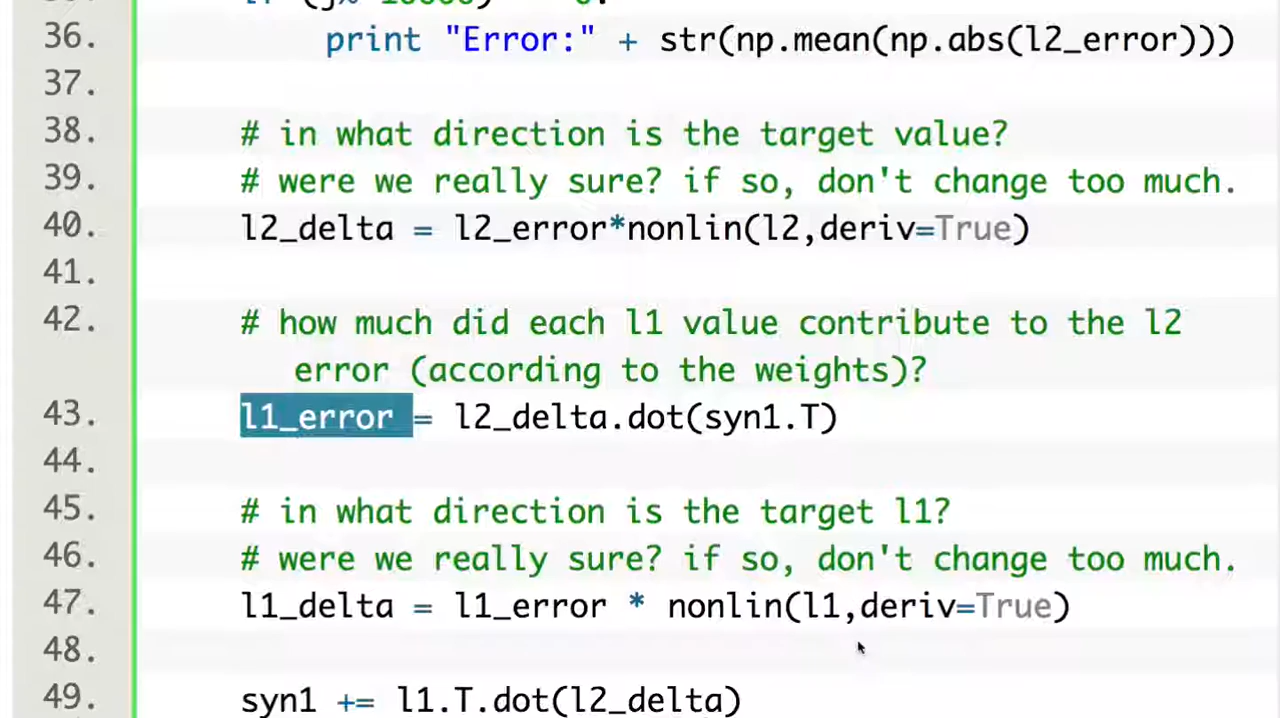 36. print "Error:" + str(np.mean(np.abs(l2_error)))
37.
38. # in what direction is the target value?
39. # were we really sure? if so, don't change too much.
40. l2_delta = l2_error*nonlin(l2,deriv=True)
41.
42. # how much did each l1 value contribute to the l2
error (according to the weights)?
43. l1_error = l2_delta.dot(syn1.T)
44.
45. # in what direction is the target l1?
46. # were we really sure? if so, don't change too much.
47. l1_delta = l1_error * nonlin(l1,deriv=True)
48.
49. syn1 += l1.T.dot(l2_delta)